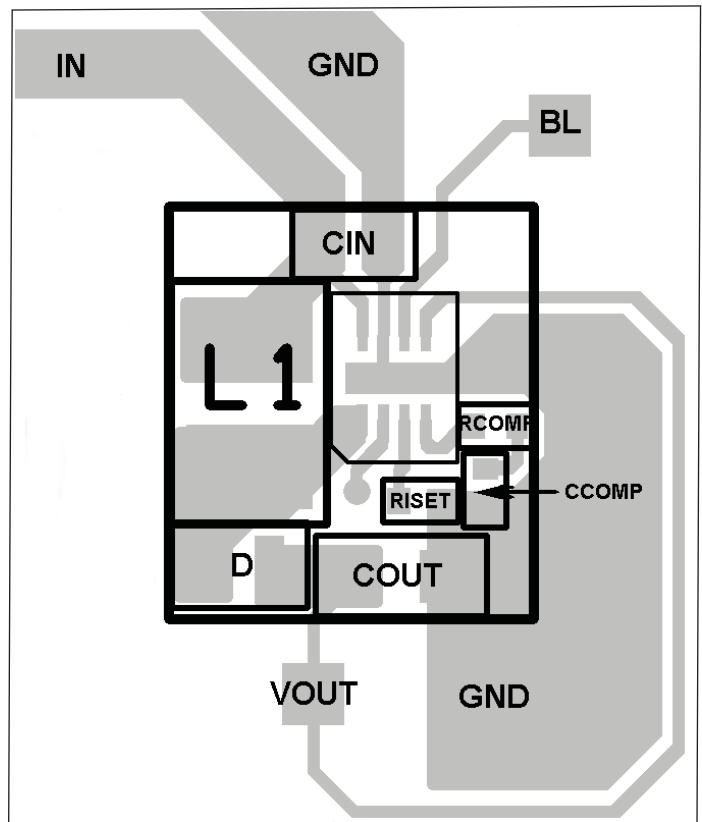 IN
GND
BL
CIN
L1
RCOMP
RISET
CCOMP
D
COUT
VOUT
GND